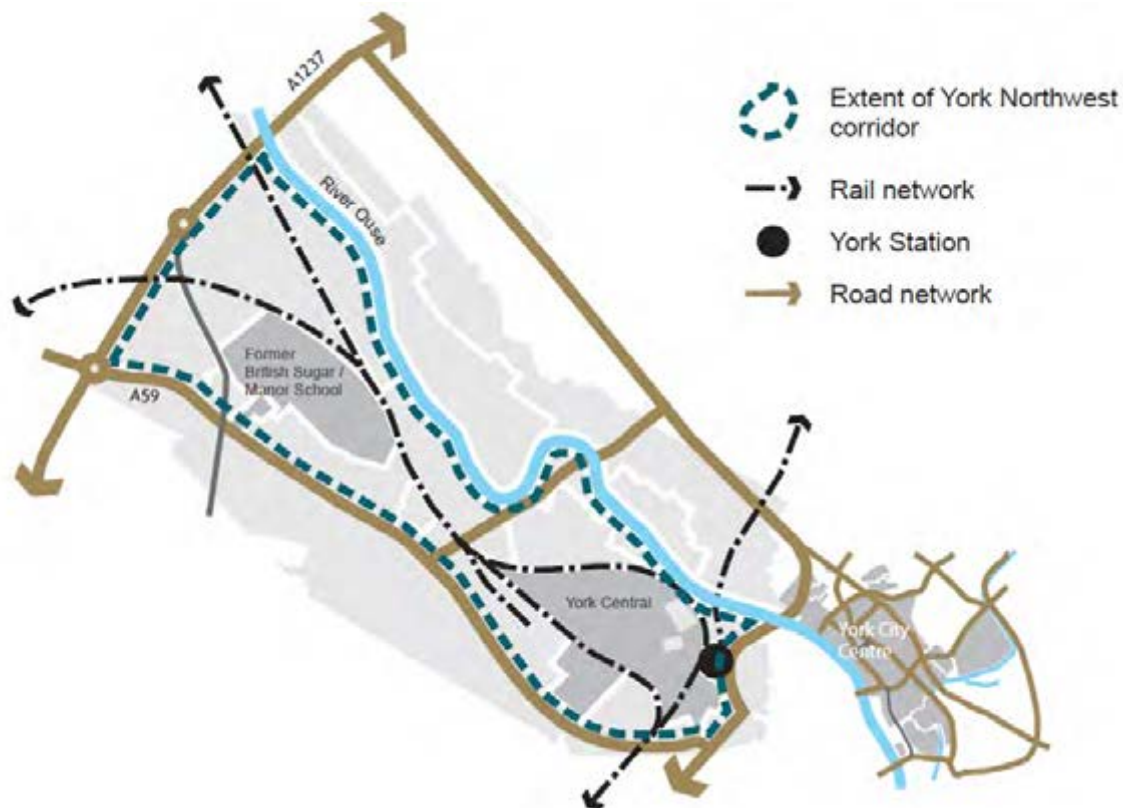 A1237
River Ouse
Former
British Sugar /
Manor School
A59
York Central
York City
Centre
Extent of York Northwest
corridor
Rail network
York Station
Road network